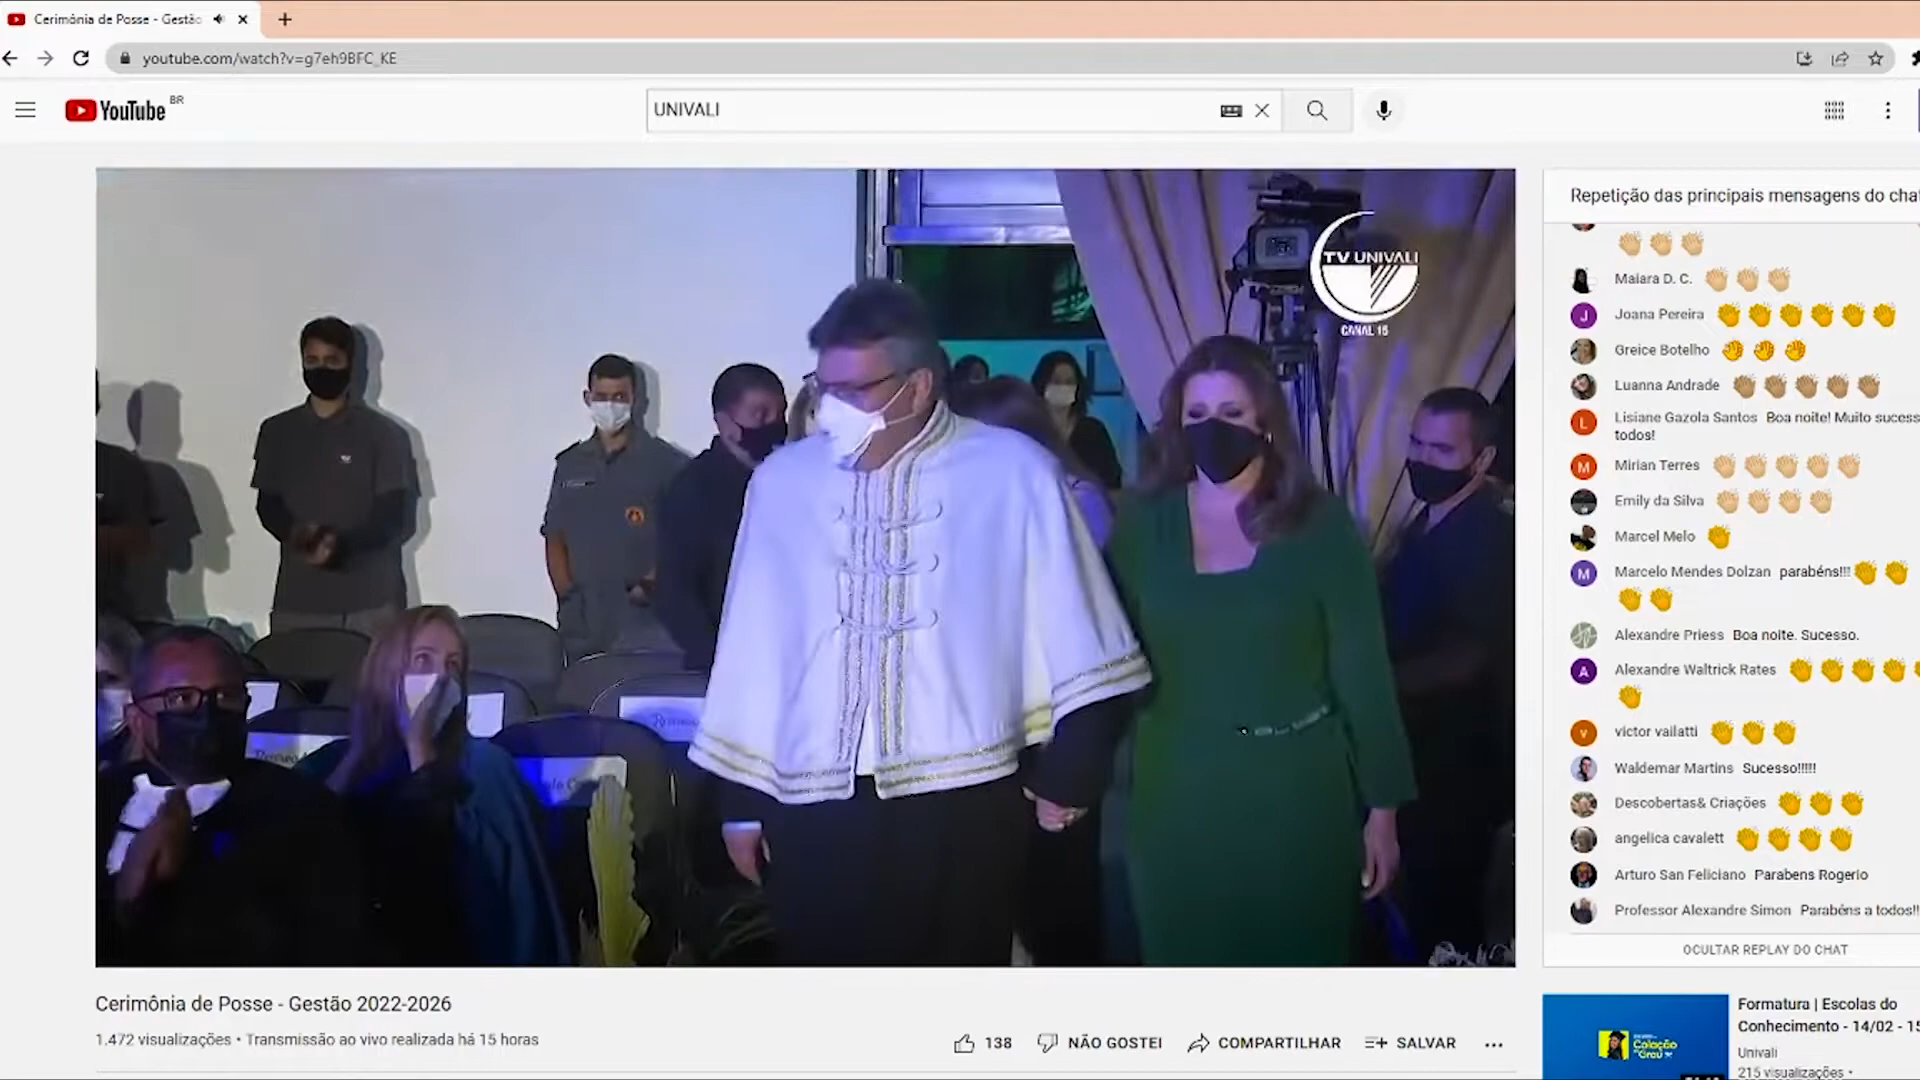 Cerimônia de Posse - Gestão
youtube.com/watch?v=g7eh9BFC_KE
YouTube BR
UNIVALI
TV UNIVALI
CANAL 15
Repetição das principais mensagens do chat
👏🏼👏🏼👏🏼
Maiara D. C. 👏🏼👏🏼👏🏼
Joana Pereira 👏👏👏👏👏👏
Greice Botelho 👏👏👏
Luanna Andrade 👏🏽👏🏽👏🏽👏🏽👏🏽
Lisiane Gazola Santos Boa noite! Muito sucess
todos!
Mirian Terres 👏🏼👏🏼👏🏼👏🏼👏🏼
Emily da Silva 👏🏼👏🏼👏🏼👏🏼
Marcel Melo 👏
Marcelo Mendes Dolzan parabéns!!!👏👏
👏👏
Alexandre Priess Boa noite. Sucesso.
Alexandre Waltrick Rates 👏👏👏👏👏
👏
victor vailatti 👏👏👏
Waldemar Martins Sucesso!!!!!
Descobertas& Criações 👏👏👏
angelica cavalett 👏👏👏👏
Arturo San Feliciano Parabens Rogerio
Professor Alexandre Simon Parabéns a todos!!
OCULTAR REPLAY DO CHAT
Cerimônia de Posse - Gestão 2022-2026
1.472 visualizações • Transmissão ao vivo realizada há 15 horas
138 NÃO GOSTEI COMPARTILHAR SALVAR
Formatura | Escolas do
Conhecimento - 14/02 - 15
Univali
215 visualizações •
Colação
de Grau